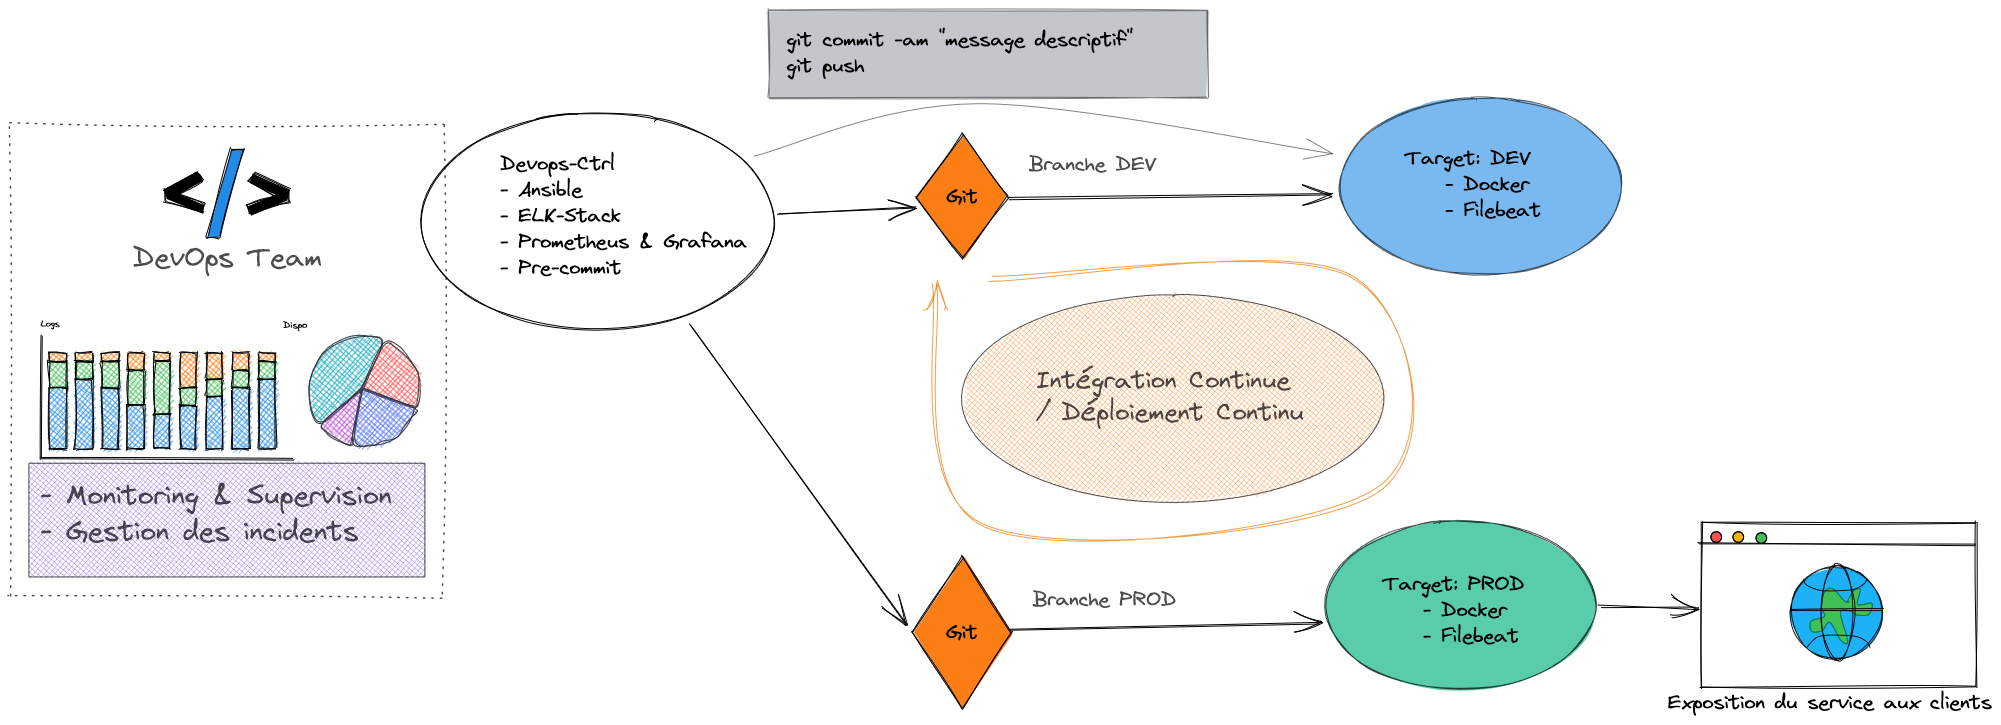 git commit -am "message descriptif"
git push
</>
DevOps Team
Logs
Dispo
- Monitoring & Supervision
- Gestion des incidents
Devops-Ctrl
- Ansible
- ELK-Stack
- Prometheus & Grafana
- Pre-commit
Git
Branche DEV
Target: DEV
- Docker
- Filebeat
Intégration Continue
/ Déploiement Continu
Git
Branche PROD
Target: PROD
- Docker
- Filebeat
Exposition du service aux clients